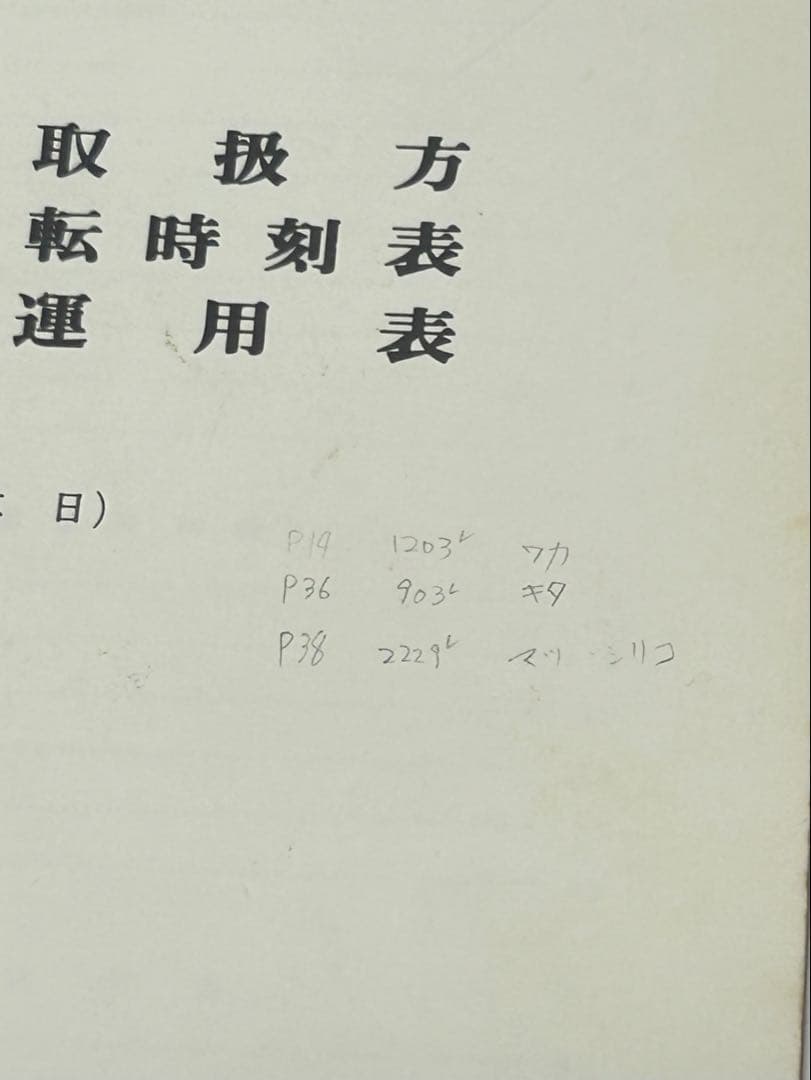 取扱方
転時刻表
運用表
日)
P19 1203レ ワカ
P36 903レ キタ
P38 2229レ マツ・シリコ